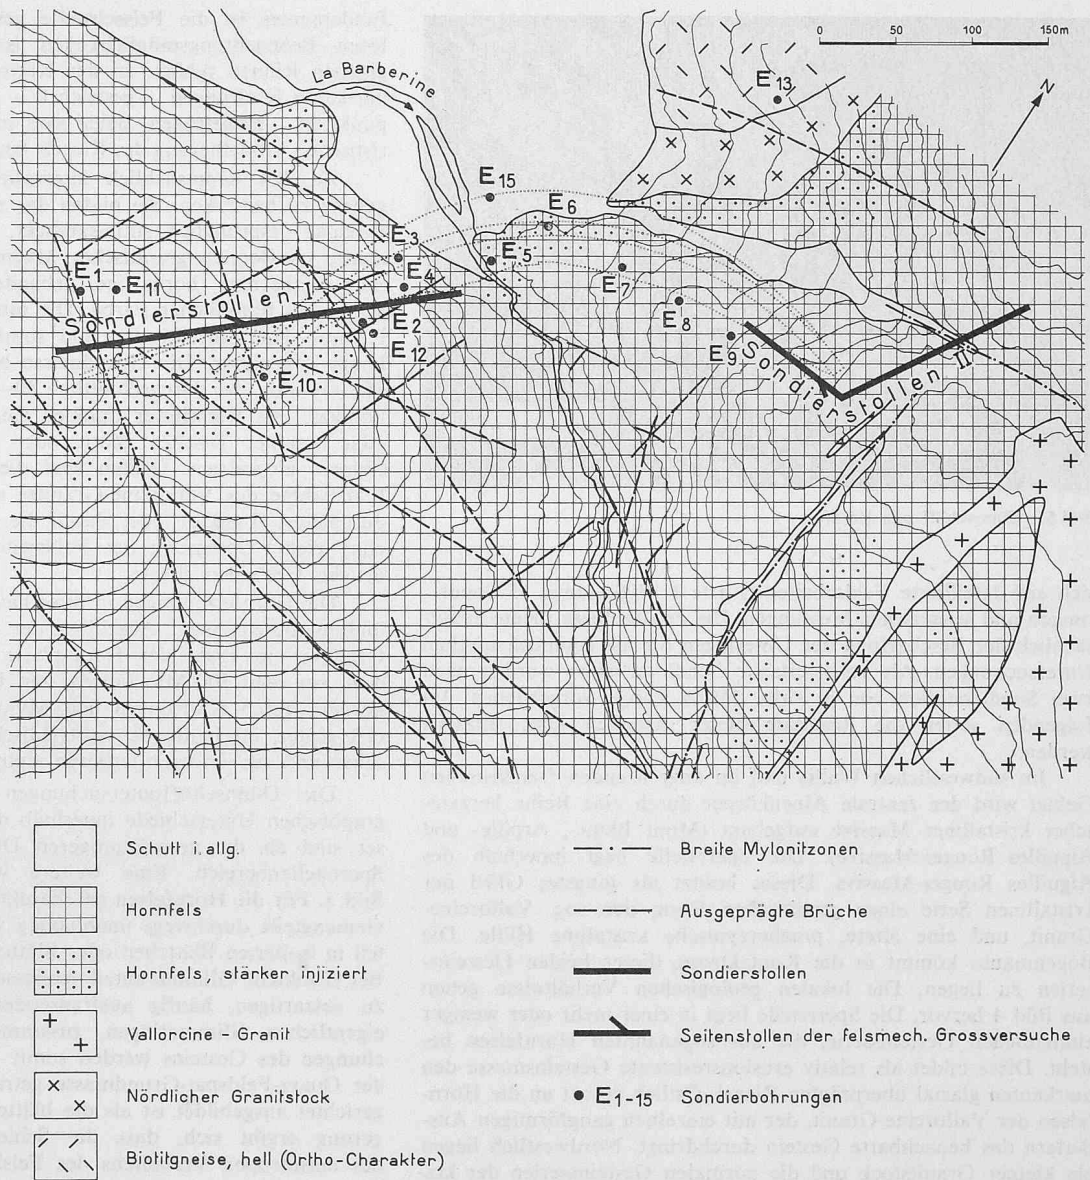 0 50 100 150 m
N
La Barberine
E13
E15
E6
E3
E5
E1
E11
E4
E7
Sondierstollen I
E2
E8
E12
E9
Sondierstollen II
E10
Schutt i. allg.
Hornfels
Hornfels, stärker injiziert
Vallorcine - Granit
Nördlicher Granitstock
Biotitgneise, hell (Ortho-Charakter)
Breite Mylonitzonen
Ausgeprägte Brüche
Sondierstollen
Seitenstollen der felsmech. Grossversuche
E1-15 Sondierbohrungen